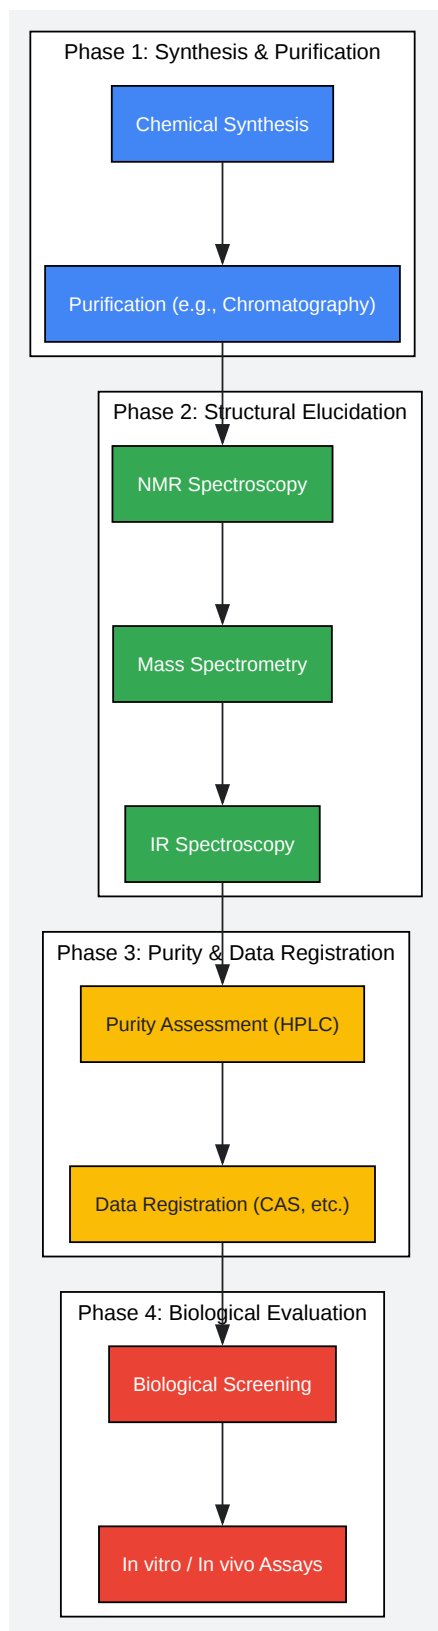 Phase 1: Synthesis & Purification
Chemical Synthesis
Purification (e.g., Chromatography)
Phase 2: Structural Elucidation
NMR Spectroscopy
Mass Spectrometry
IR Spectroscopy
Phase 3: Purity & Data Registration
Purity Assessment (HPLC)
Data Registration (CAS, etc.)
Phase 4: Biological Evaluation
Biological Screening
In vitro / In vivo Assays